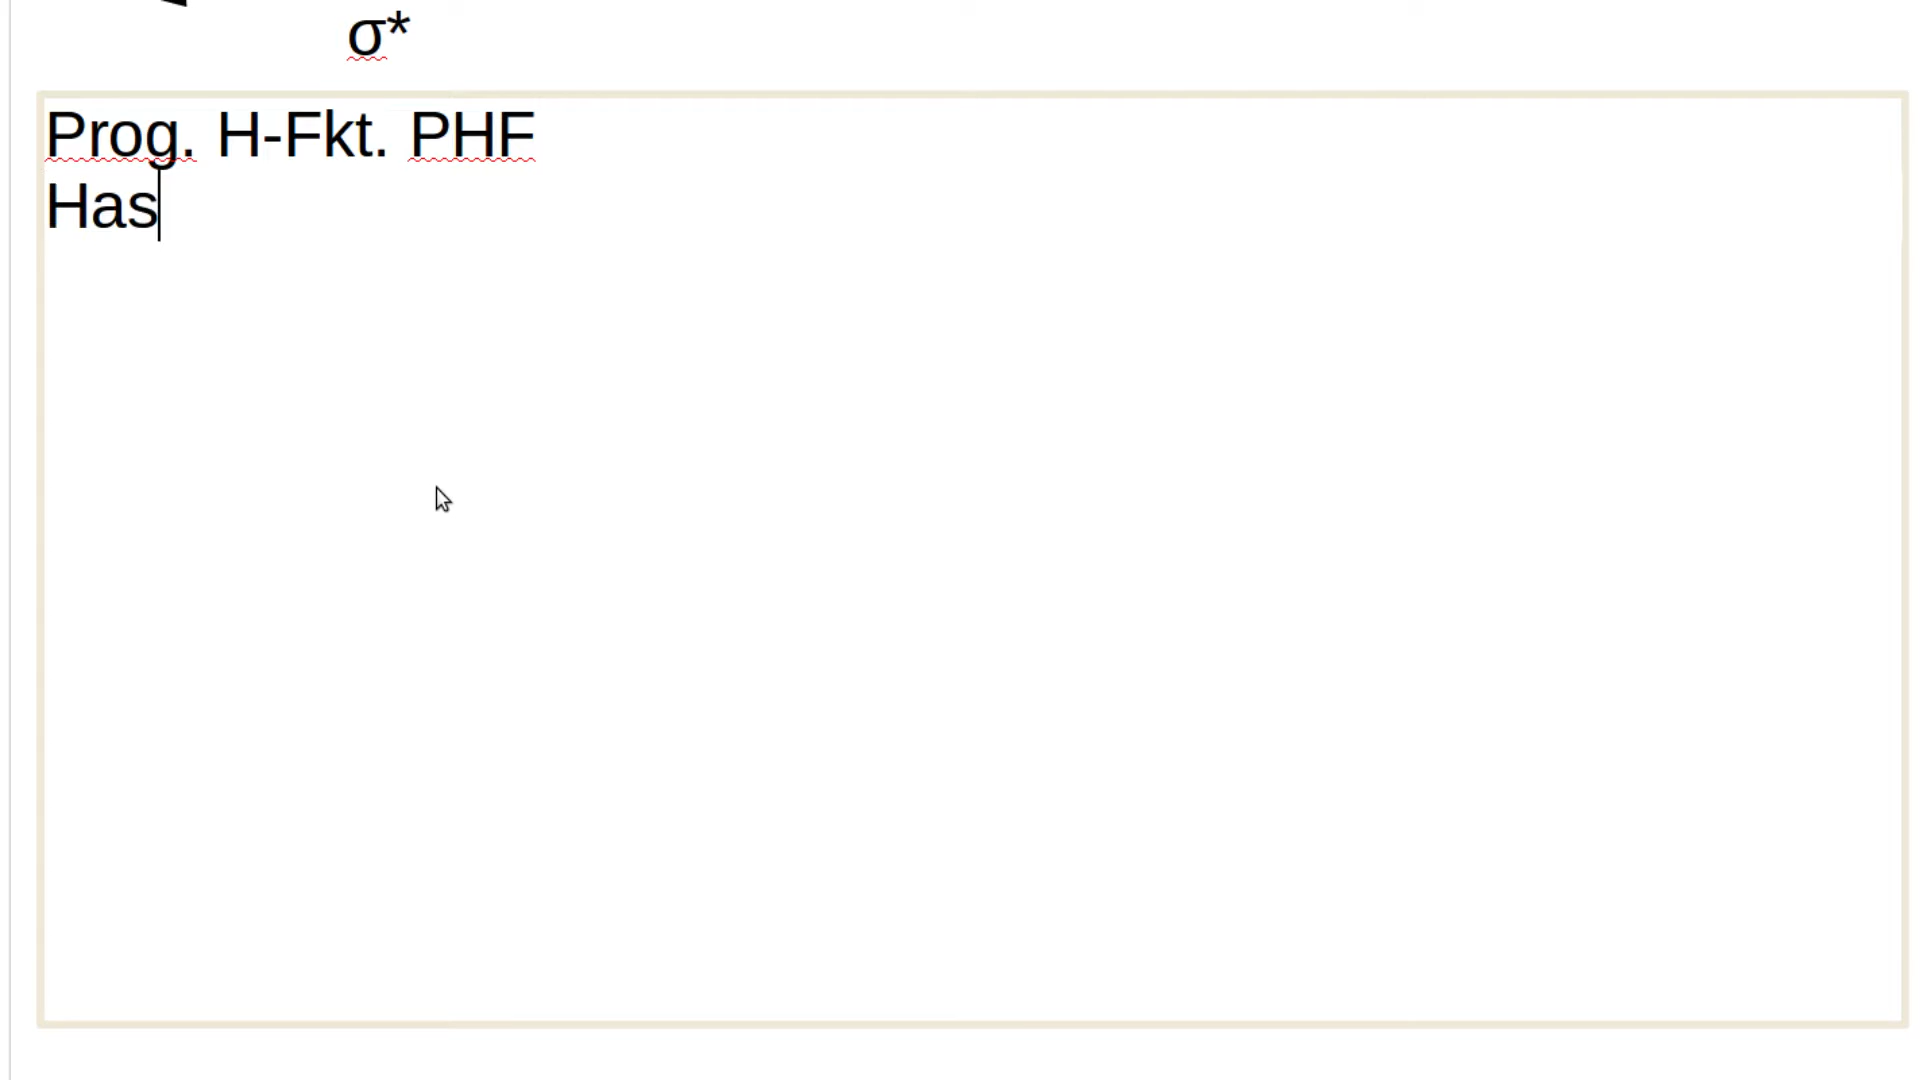 σ*
Prog. H-Fkt. PHF
Has